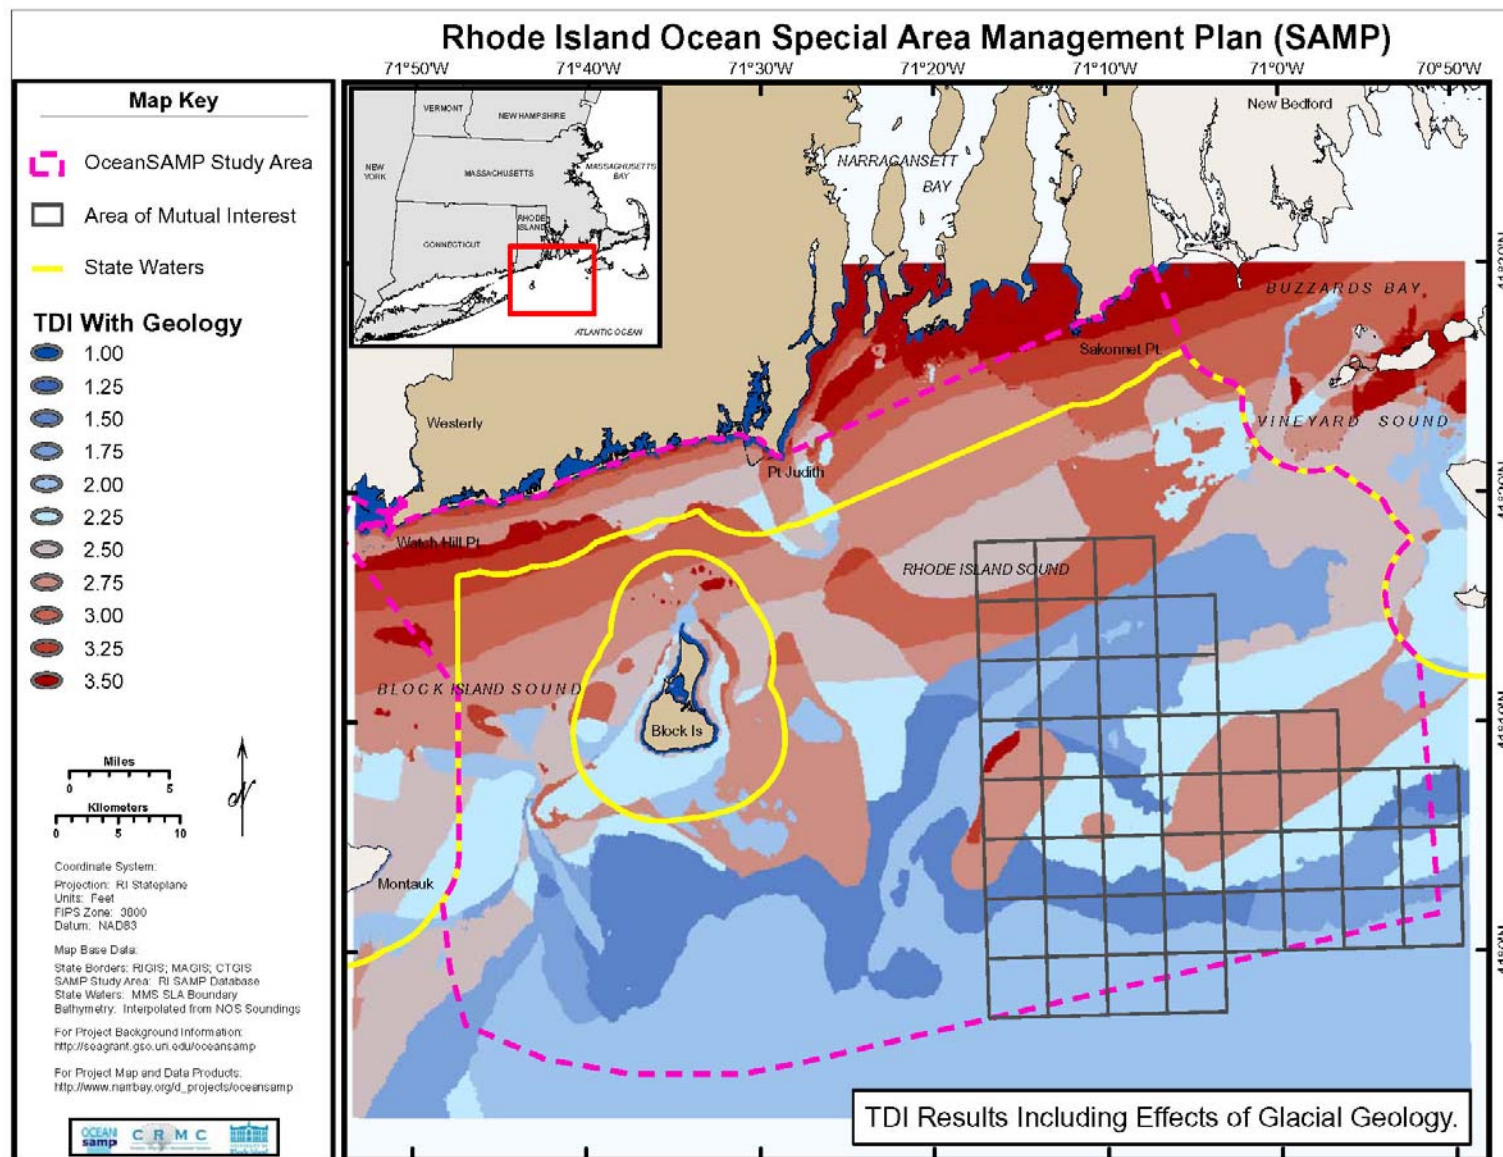 Rhode Island Ocean Special Area Management Plan (SAMP)
71°50'W 71°40'W 71°30'W 71°20'W 71°10'W 71°0'W 70°50'W
Map Key
OceanSAMP Study Area
Area of Mutual Interest
State Waters
TDI With Geology
1.00
1.25
1.50
1.75
2.00
2.25
2.50
2.75
3.00
3.25
3.50
Miles
0 5
Kilometers
0 5 10
N
Coordinate System:
Projection: RI Stateplane
Units: Feet
FIPS Zone: 3800
Datum: NAD83
Map Base Data:
State Borders: RIGIS; MAGIS; CTGIS
SAMP Study Area: RI SAMP Database
State Waters: MMS SLA Boundary
Bathymetry: Interpolated from NOS Soundings
For Project Background Information:
http://seagrant.gso.uri.edu/oceansamp
For Project Map and Data Products:
http://www.narrbay.org/d_projects/oceansamp
OCEAN
samp
C R M C
VERMONT
NEW HAMPSHIRE
NEW
YORK
MASSACHUSETTS
MASSACHUSETTS
BAY
CONNECTICUT
RHODE
ISLAND
ATLANTIC OCEAN
New Bedford
NARRAGANSETT
BAY
BUZZARDS BAY
Sakonnet Pt.
VINEYARD SOUND
Westerly
Pt Judith
Watch Hill Pt
RHODE ISLAND SOUND
BLOCK ISLAND SOUND
Block Is
Montauk
41°10'N
TDI Results Including Effects of Glacial Geology.